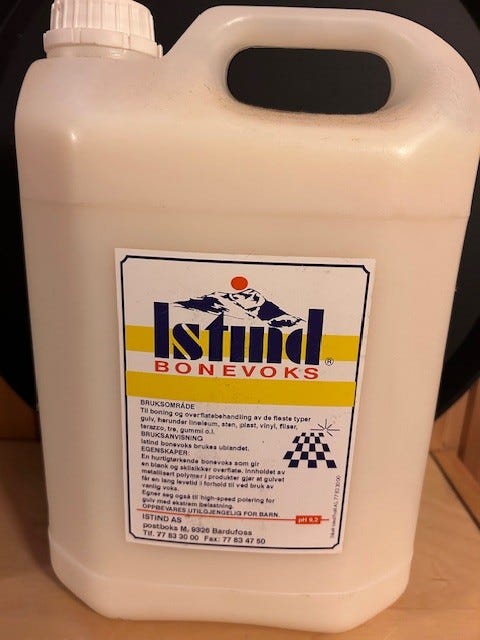 Istind ®
BONEVOKS
BRUKSOMRÅDE
Til boning og overflatebehandling av de fleste typer
gulv, herunder linoleum, sten, plast, vinyl, fliser,
terazzo, tre, gummi o.l.
BRUKSANVISNING
Istind bonevoks brukes ublandet.
EGENSKAPER:
En hurtigtørkende bonevoks som gir
en blank og sklisikker overflate. Innholdet av
metallisert polymer i produkter gjør at gulvet
får en lang levetid i forhold til ved bruk av
vanlig voks.
Egner seg også til high-speed polering for
gulv med ekstrem belastning.
OPPBEVARES UTILGJENGELIG FOR BARN.
pH 9,2
ISTIND AS
postboks M, 9326 Bardufoss
Tlf. 77 83 30 00 Fax: 77 83 47 50